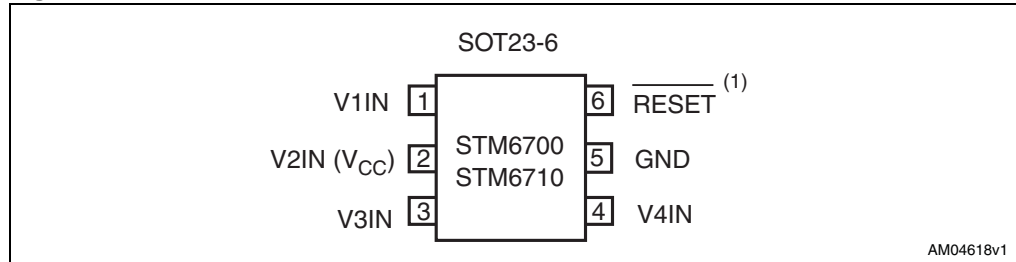 SOT23-6
V1IN 1 6 RESET (1)
V2IN (VCC) 2 STM6700 5 GND
STM6710
V3IN 3 4 V4IN
AM04618v1